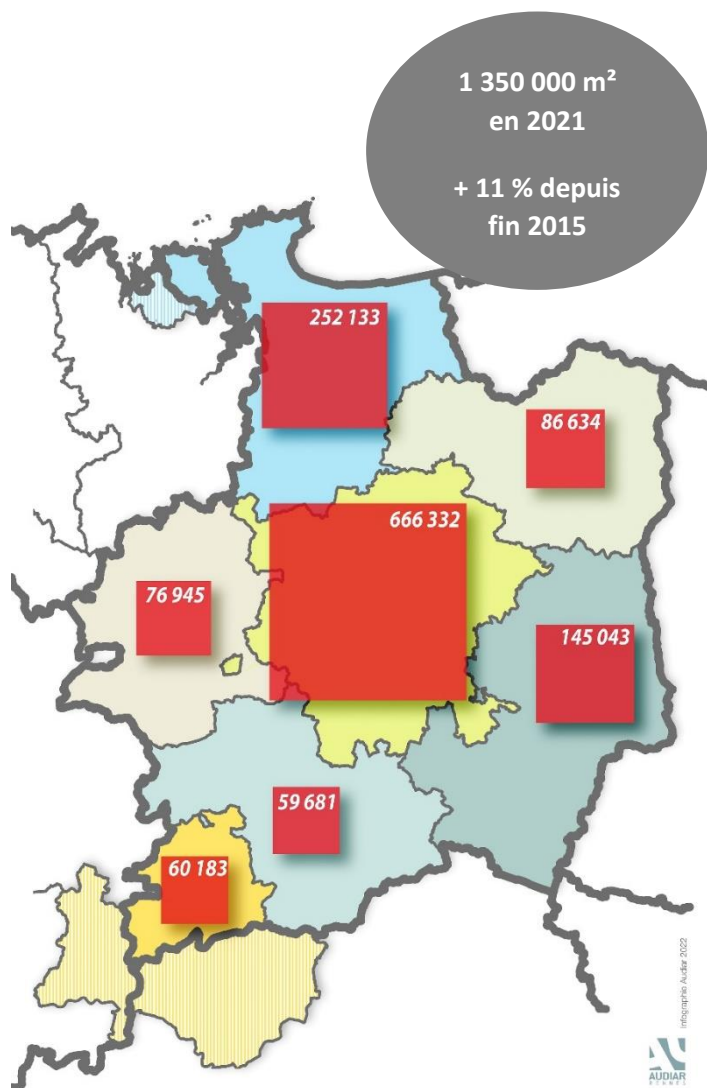 1 350 000 m²
en 2021
+ 11 % depuis
fin 2015
252 133
86 634
666 332
76 945
145 043
59 681
60 183
Infographie Audiar 2022
AUDIAR
RENNES